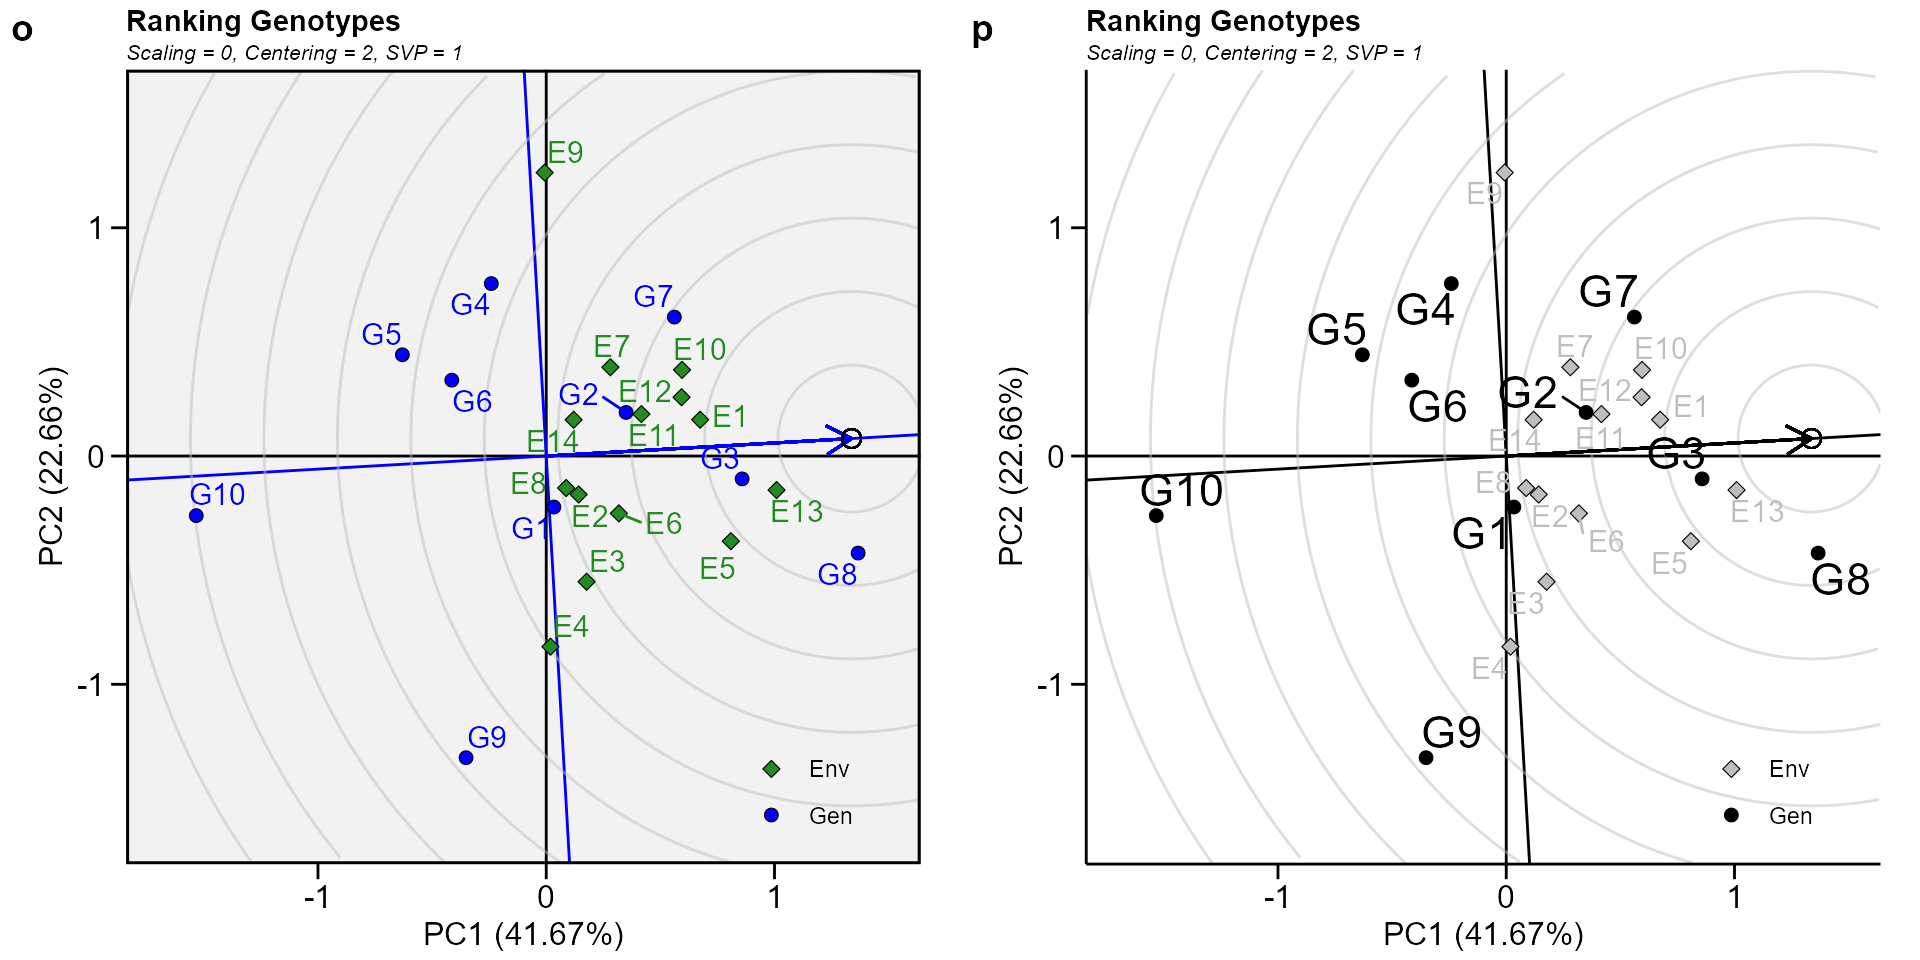 o
Ranking Genotypes
Scaling = 0, Centering = 2, SVP = 1
PC2 (22.66%)
1
0
-1
E9
G4
G7
G5
E7
E10
G6
G2
E12
E1
E14
E11
G3
G10
E8
E2
E6
E13
G1
E3
E5
G8
E4
G9
Env
Gen
-1
0
1
PC1 (41.67%)
p
Ranking Genotypes
Scaling = 0, Centering = 2, SVP = 1
PC2 (22.66%)
1
0
-1
E9
G7
G4
G5
E7
E10
G2
E12
G6
E1
E14
E11
G3
E8
G10
E2
E13
G1
E6
E5
G8
E3
E4
G9
Env
Gen
-1
0
1
PC1 (41.67%)